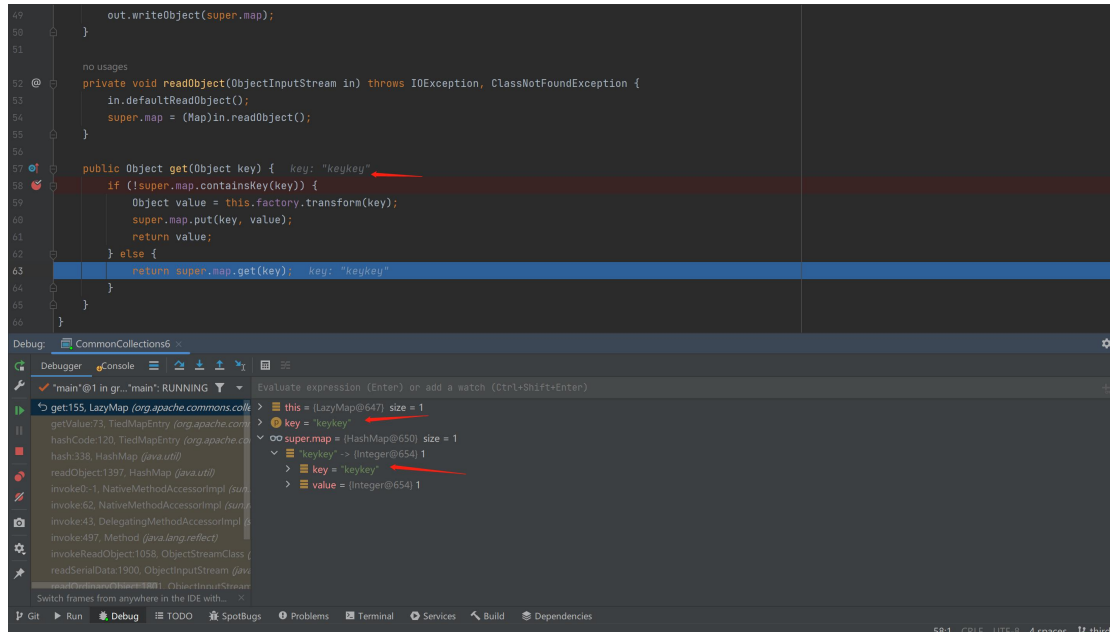 49 out.writeObject(super.map);
50 }
51
no usages
52 @ private void readObject(ObjectInputStream in) throws IOException, ClassNotFoundException {
53 in.defaultReadObject();
54 super.map = (Map)in.readObject();
55 }
56
57 public Object get(Object key) { key: "keykey"
58 if (!super.map.containsKey(key)) {
59 Object value = this.factory.transform(key);
60 super.map.put(key, value);
61 return value;
62 } else {
63 return super.map.get(key); key: "keykey"
64 }
65 }
66 }
Debug: CommonCollections6 ×
Debugger Console
"main"@1 in gr..."main": RUNNING Evaluate expression (Enter) or add a watch (Ctrl+Shift+Enter)
get:155, LazyMap (org.apache.commons.colle this = {LazyMap@647} size = 1
getValue:73, TiedMapEntry (org.apache.com key = "keykey"
hashCode:120, TiedMapEntry (org.apache.co super.map = {HashMap@650} size = 1
hash:338, HashMap (java.util) "keykey" -> {Integer@654} 1
readObject:1397, HashMap (java.util) key = "keykey"
invoke0:-1, NativeMethodAccessorImpl (sun. value = {Integer@654} 1
invoke:62, NativeMethodAccessorImpl (sun.r
invoke:43, DelegatingMethodAccessorImpl (s
invoke:497, Method (java.lang.reflect)
invokeReadObject:1058, ObjectStreamClass (
readSerialData:1900, ObjectInputStream (java
readOrdinaryObject:1801, ObjectInputStream
Switch frames from anywhere in the IDE with... ×
Git Run Debug TODO SpotBugs Problems Terminal Services Build Dependencies
58:1 CRLF UTF-8 4 spaces